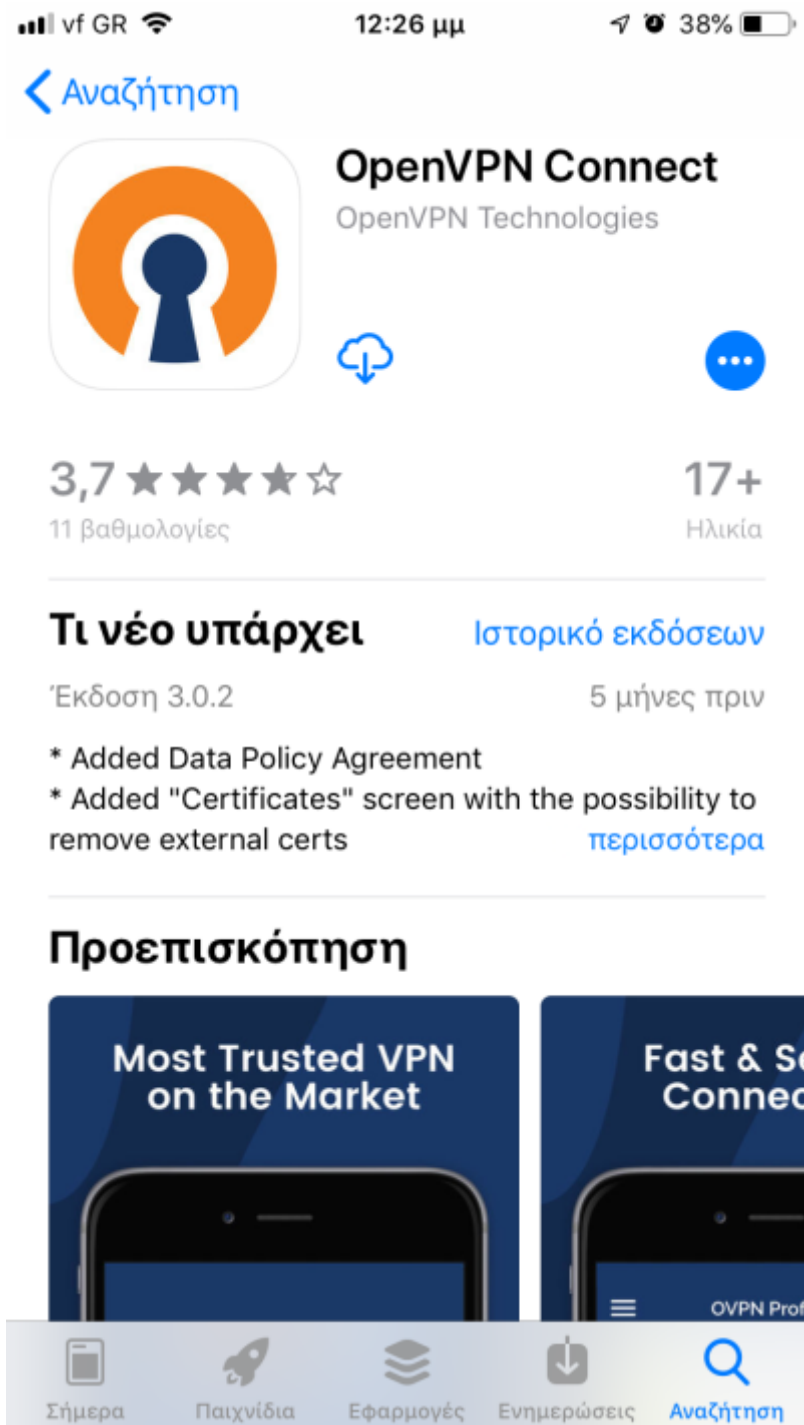 vf GR 12:26 μμ 38%
Αναζήτηση
OpenVPN Connect
OpenVPN Technologies
3,7
17+
11 βαθμολογίες
Ηλικία
Τι νέο υπάρχει
Ιστορικό εκδόσεων
Έκδοση 3.0.2
5 μήνες πριν
* Added Data Policy Agreement
* Added "Certificates" screen with the possibility to
remove external certs
περισσότερα
Προεπισκόπηση
Most Trusted VPN
on the Market
Fast & S
Connec
OVPN Prof
Σήμερα
Παιχνίδια
Εφαρμογές
Ενημερώσεις
Αναζήτηση